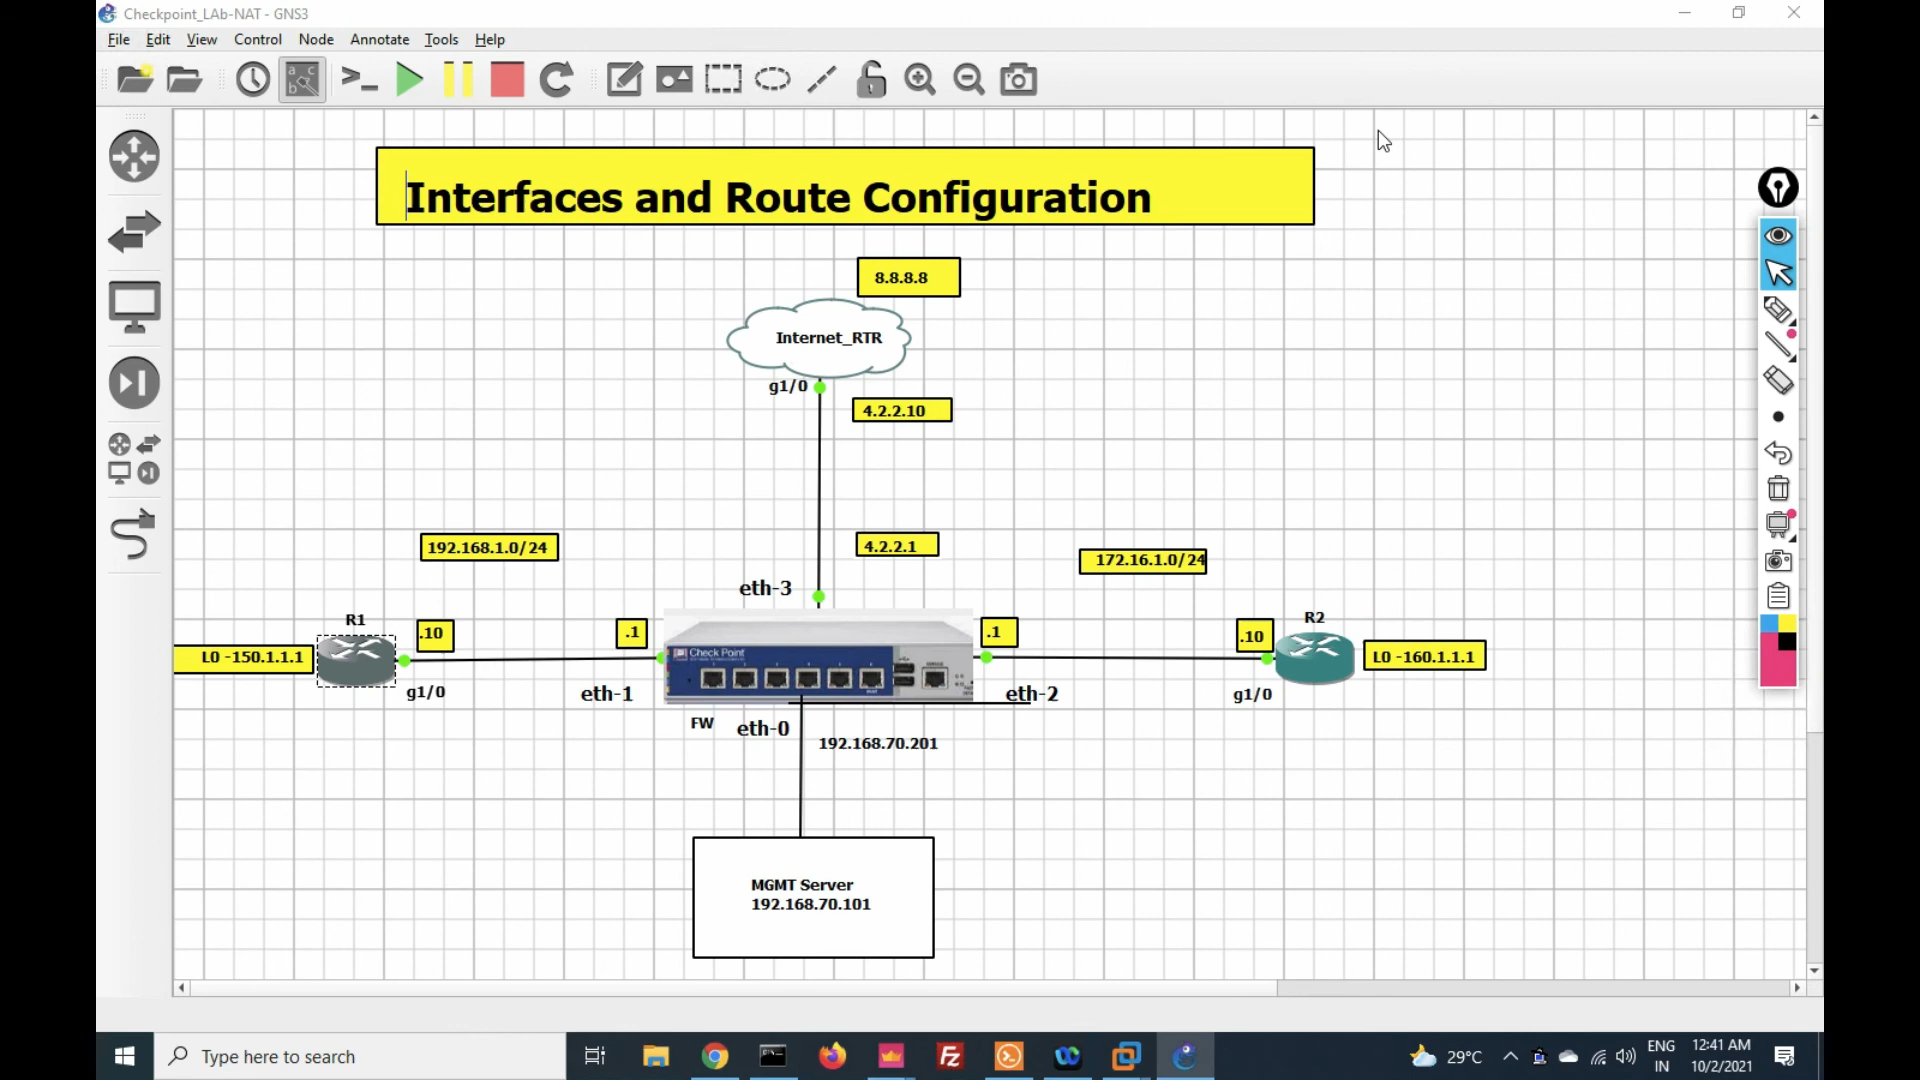 Checkpoint_LAb-NAT - GNS3
File Edit View Control Node Annotate Tools Help
Interfaces and Route Configuration
8.8.8.8
Internet_RTR
g1/0
4.2.2.10
192.168.1.0/24
4.2.2.1
172.16.1.0/24
eth-3
R1
R2
.10
.1
.1
.10
L0 -150.1.1.1
Check Point
L0 -160.1.1.1
g1/0
eth-1
eth-2
g1/0
FW
eth-0
192.168.70.201
MGMT Server
192.168.70.101
Type here to search
29°C
ENG
IN
12:41 AM
10/2/2021